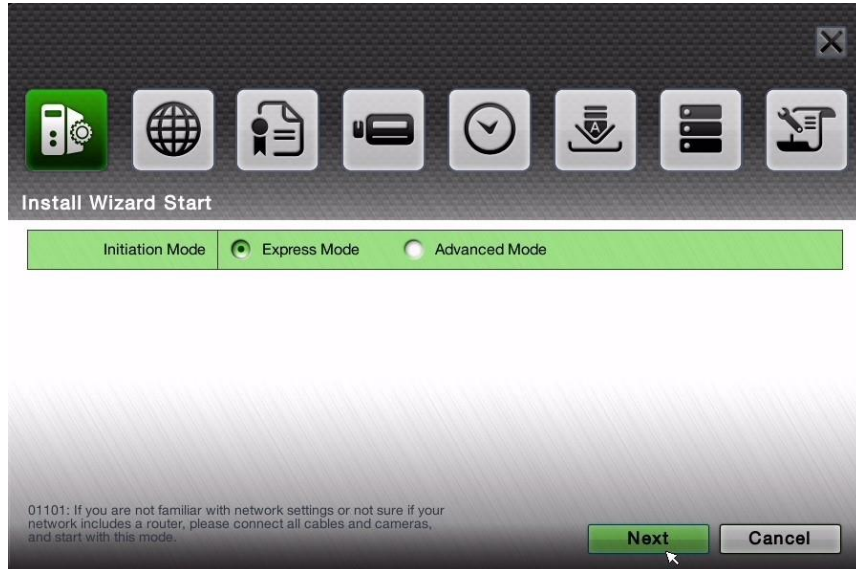 Install Wizard Start
Initiation Mode Express Mode Advanced Mode
01101: If you are not familiar with network settings or not sure if your
network includes a router, please connect all cables and cameras,
and start with this mode.
Next Cancel